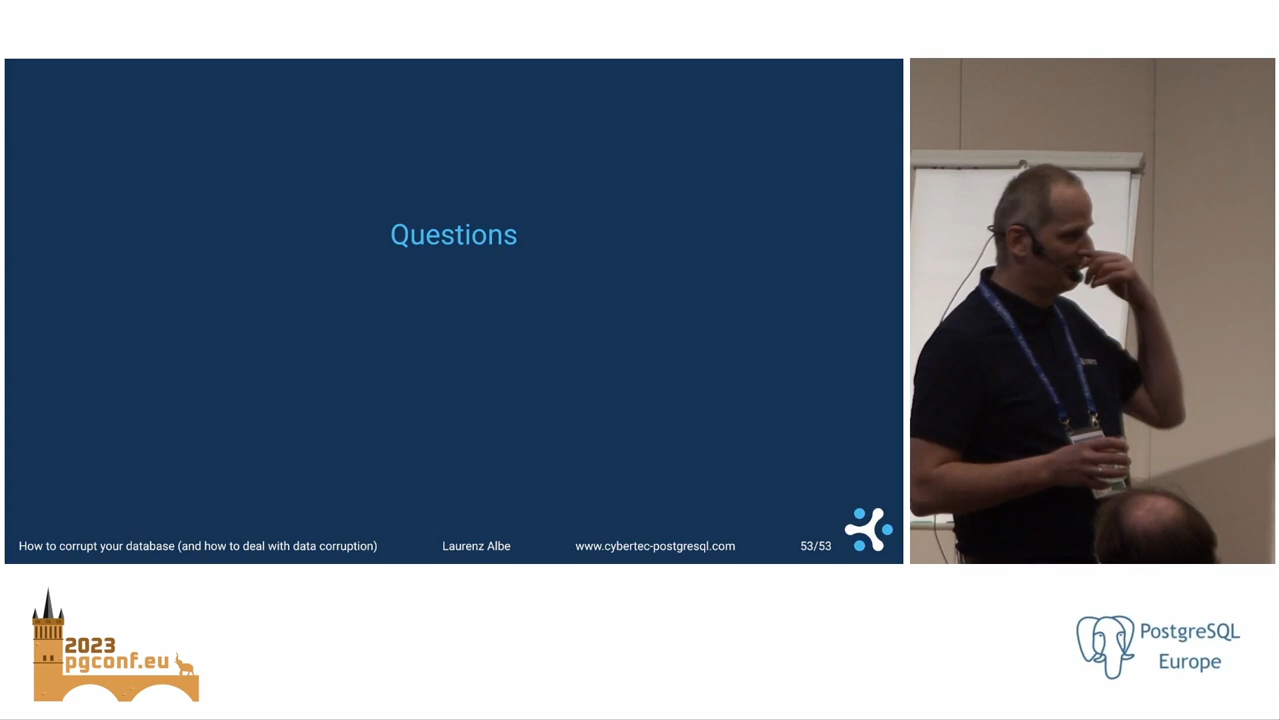 Questions
How to corrupt your database (and how to deal with data corruption) Laurenz Albe www.cybertec-postgresql.com 53/53
2023
pgconf.eu
PostgreSQL
Europe